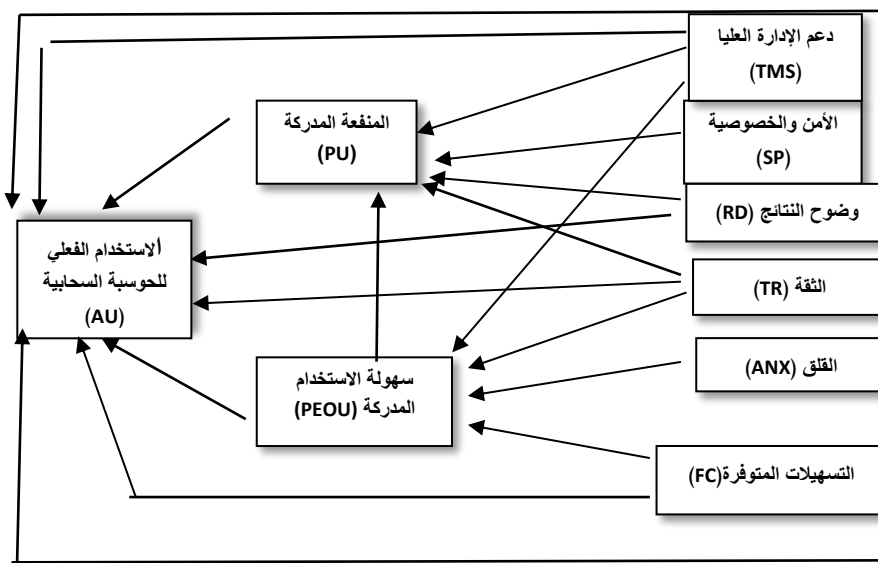 دعم الإدارة العليا
(TMS)
المنفعة المدركة
(PU)
الأمن والخصوصية
(SP)
وضوح النتائج (RD)
ألاستخدام الفعلي
للحوسبة السحابية
(AU)
الثقة (TR)
سهولة الاستخدام
المدركة (PEOU)
القلق (ANX)
التسهيلات المتوفرة(FC)